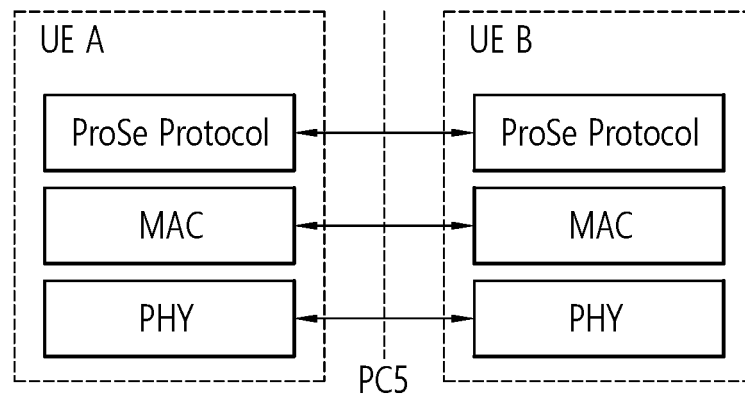 UE A
UE B
ProSe Protocol
ProSe Protocol
MAC
MAC
PHY
PHY
PC5